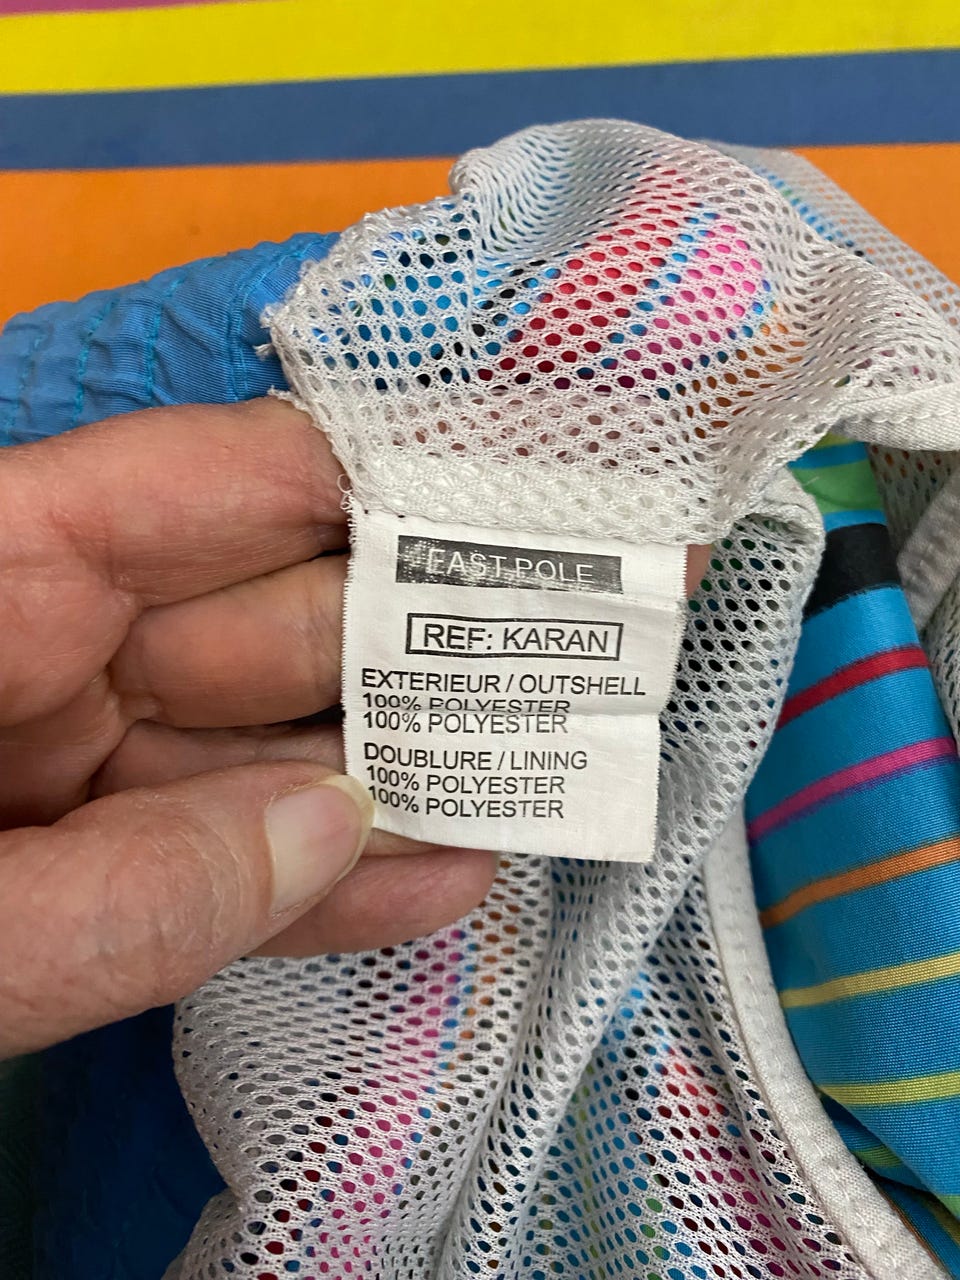 EAST POLE
REF: KARAN
EXTERIEUR / OUTSHELL
100% POLYESTER
100% POLYESTER
DOUBLURE / LINING
100% POLYESTER
100% POLYESTER